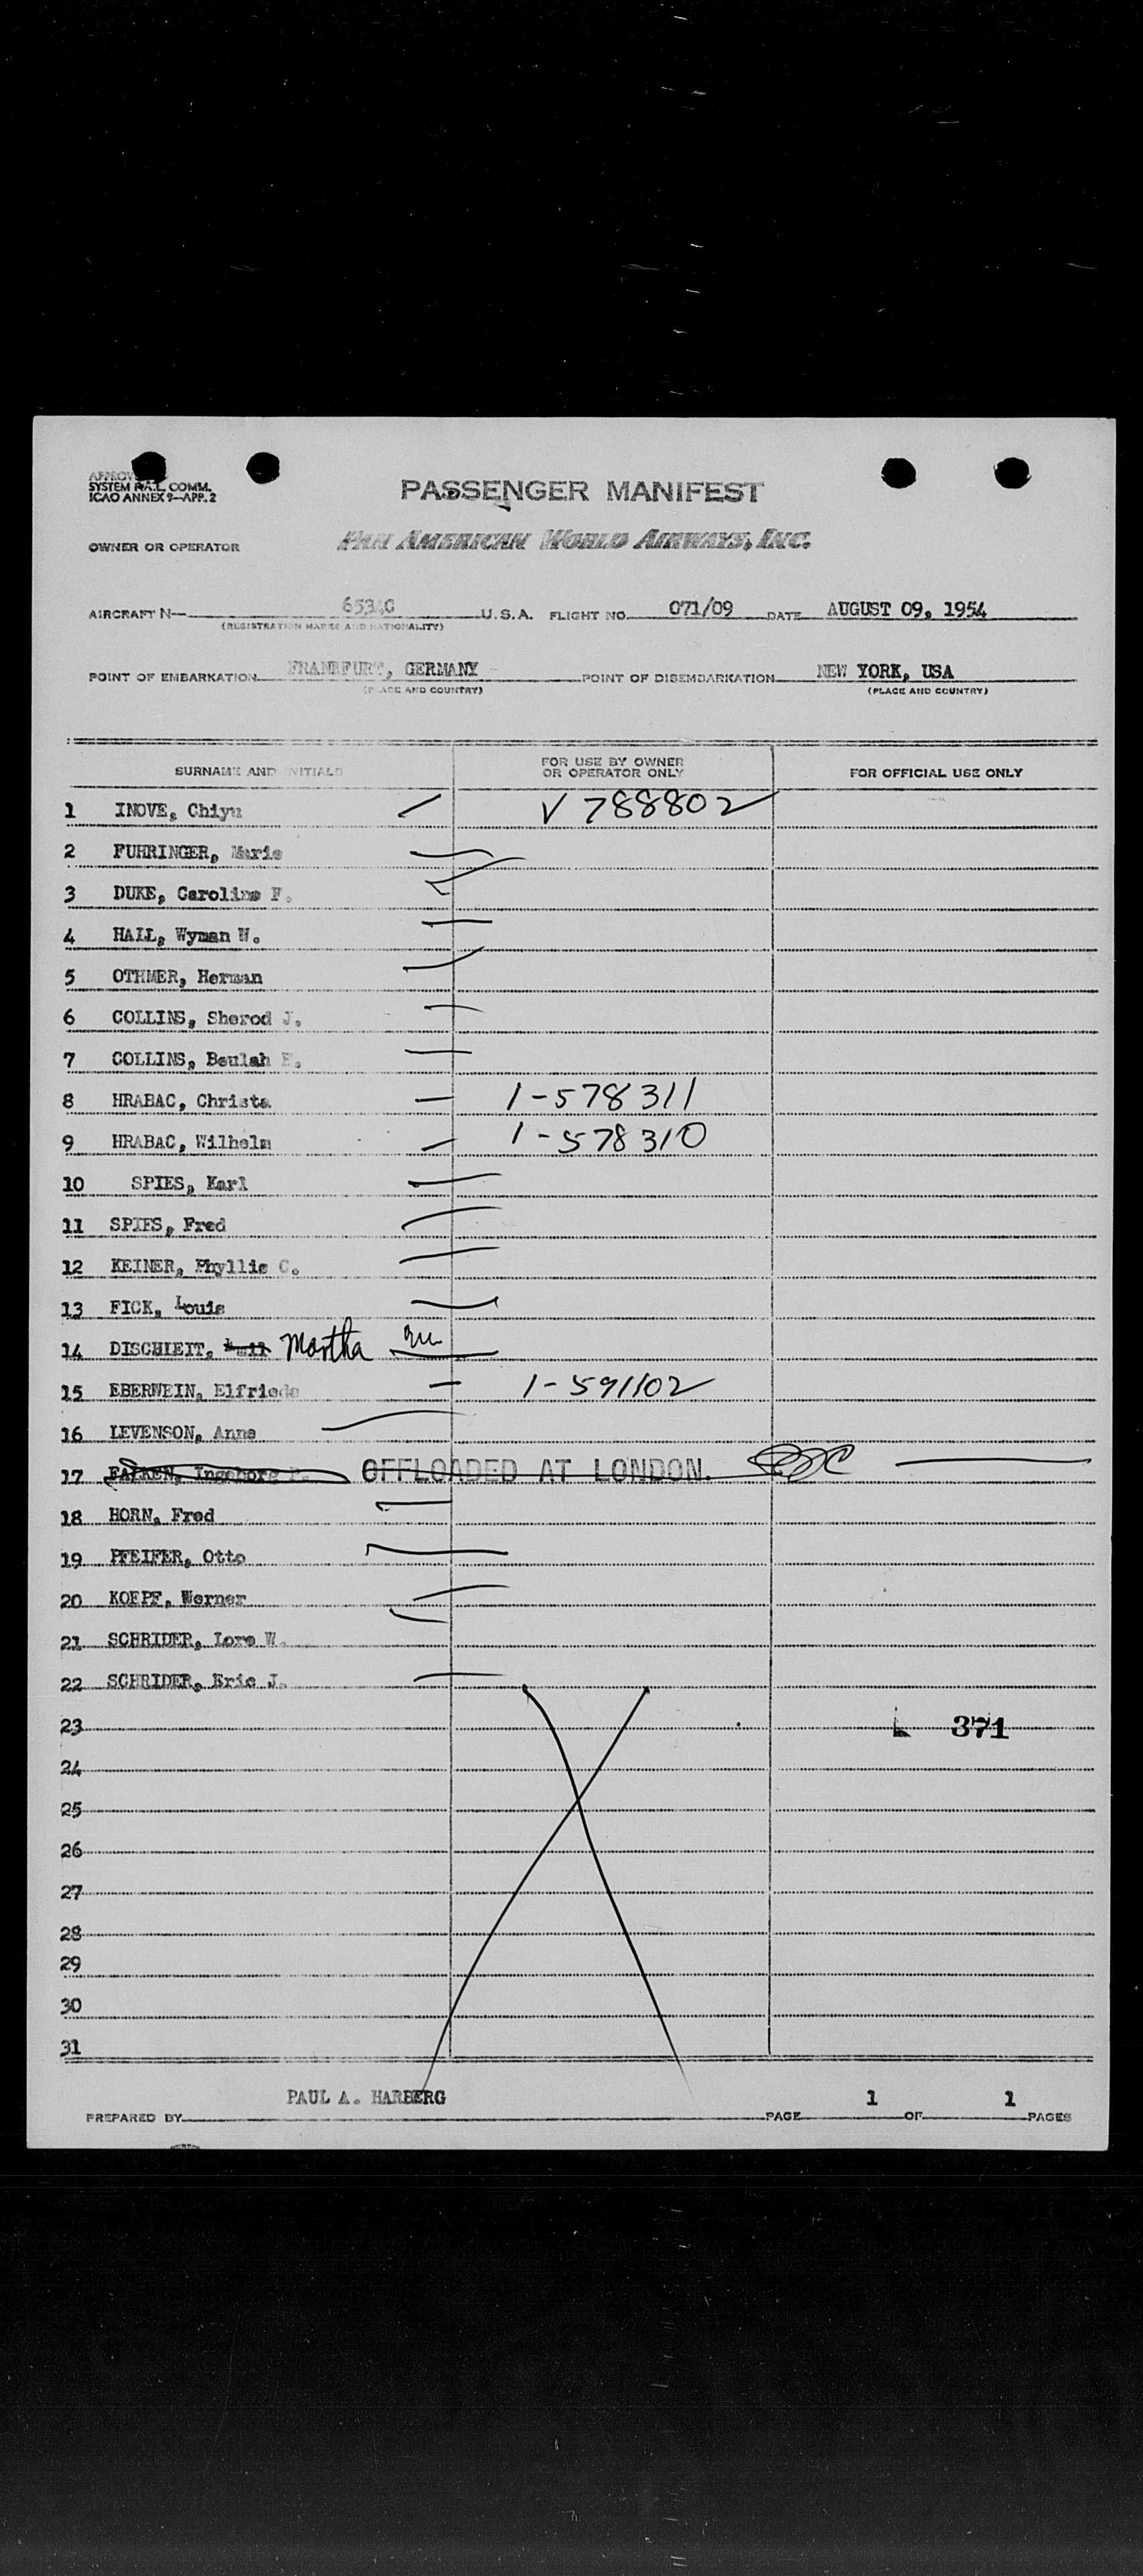 SYSTEM COMM.
ICAO ANNEX 9—APP. 2
PASSENGER MANIFEST
OWNER OR OPERATOR PAN AMERICAN WORLD AIRWAYS, INC.
AIRCRAFT N— 6534C U.S.A. FLIGHT NO. 071/09 DATE AUGUST 09, 1954
(REGISTRATION MARKS AND NATIONALITY)
POINT OF EMBARKATION FRANKFURT, GERMANY POINT OF DISEMBARKATION NEW YORK, USA
(PLACE AND COUNTRY) (PLACE AND COUNTRY)
SURNAME AND INITIALS FOR USE BY OWNER OR OPERATOR ONLY FOR OFFICIAL USE ONLY
1 INOVE, Chiyu V 788802
2 FUHRINGER, Marie
3 DUKE, Caroline F.
4 HALL, Wyman W.
5 OTHMER, Herman
6 COLLINS, Sherod J.
7 COLLINS, Beulah E.
8 HRABAC, Christa 1-578311
9 HRABAC, Wilhelm 1-578310
10 SPIES, Karl
11 SPIES, Fred
12 KEINER, Phyllis C.
13 FICK, Louis
14 DISCHLEIT, Martha
15 EBERWEIN, Elfriede 1-591102
16 LEVENSON, Anne
17 FALKEN, Ingeborg OFFLOADED AT LONDON.
18 HORN, Fred
19 PFEIFER, Otto
20 KOEPF, Werner
21 SCHRIDER, Lore W.
22 SCHRIDER, Eric J.
23 L 371
24
25
26
27
28
29
30
31
PREPARED BY PAUL A. HARBERG PAGE 1 OF 1 PAGES